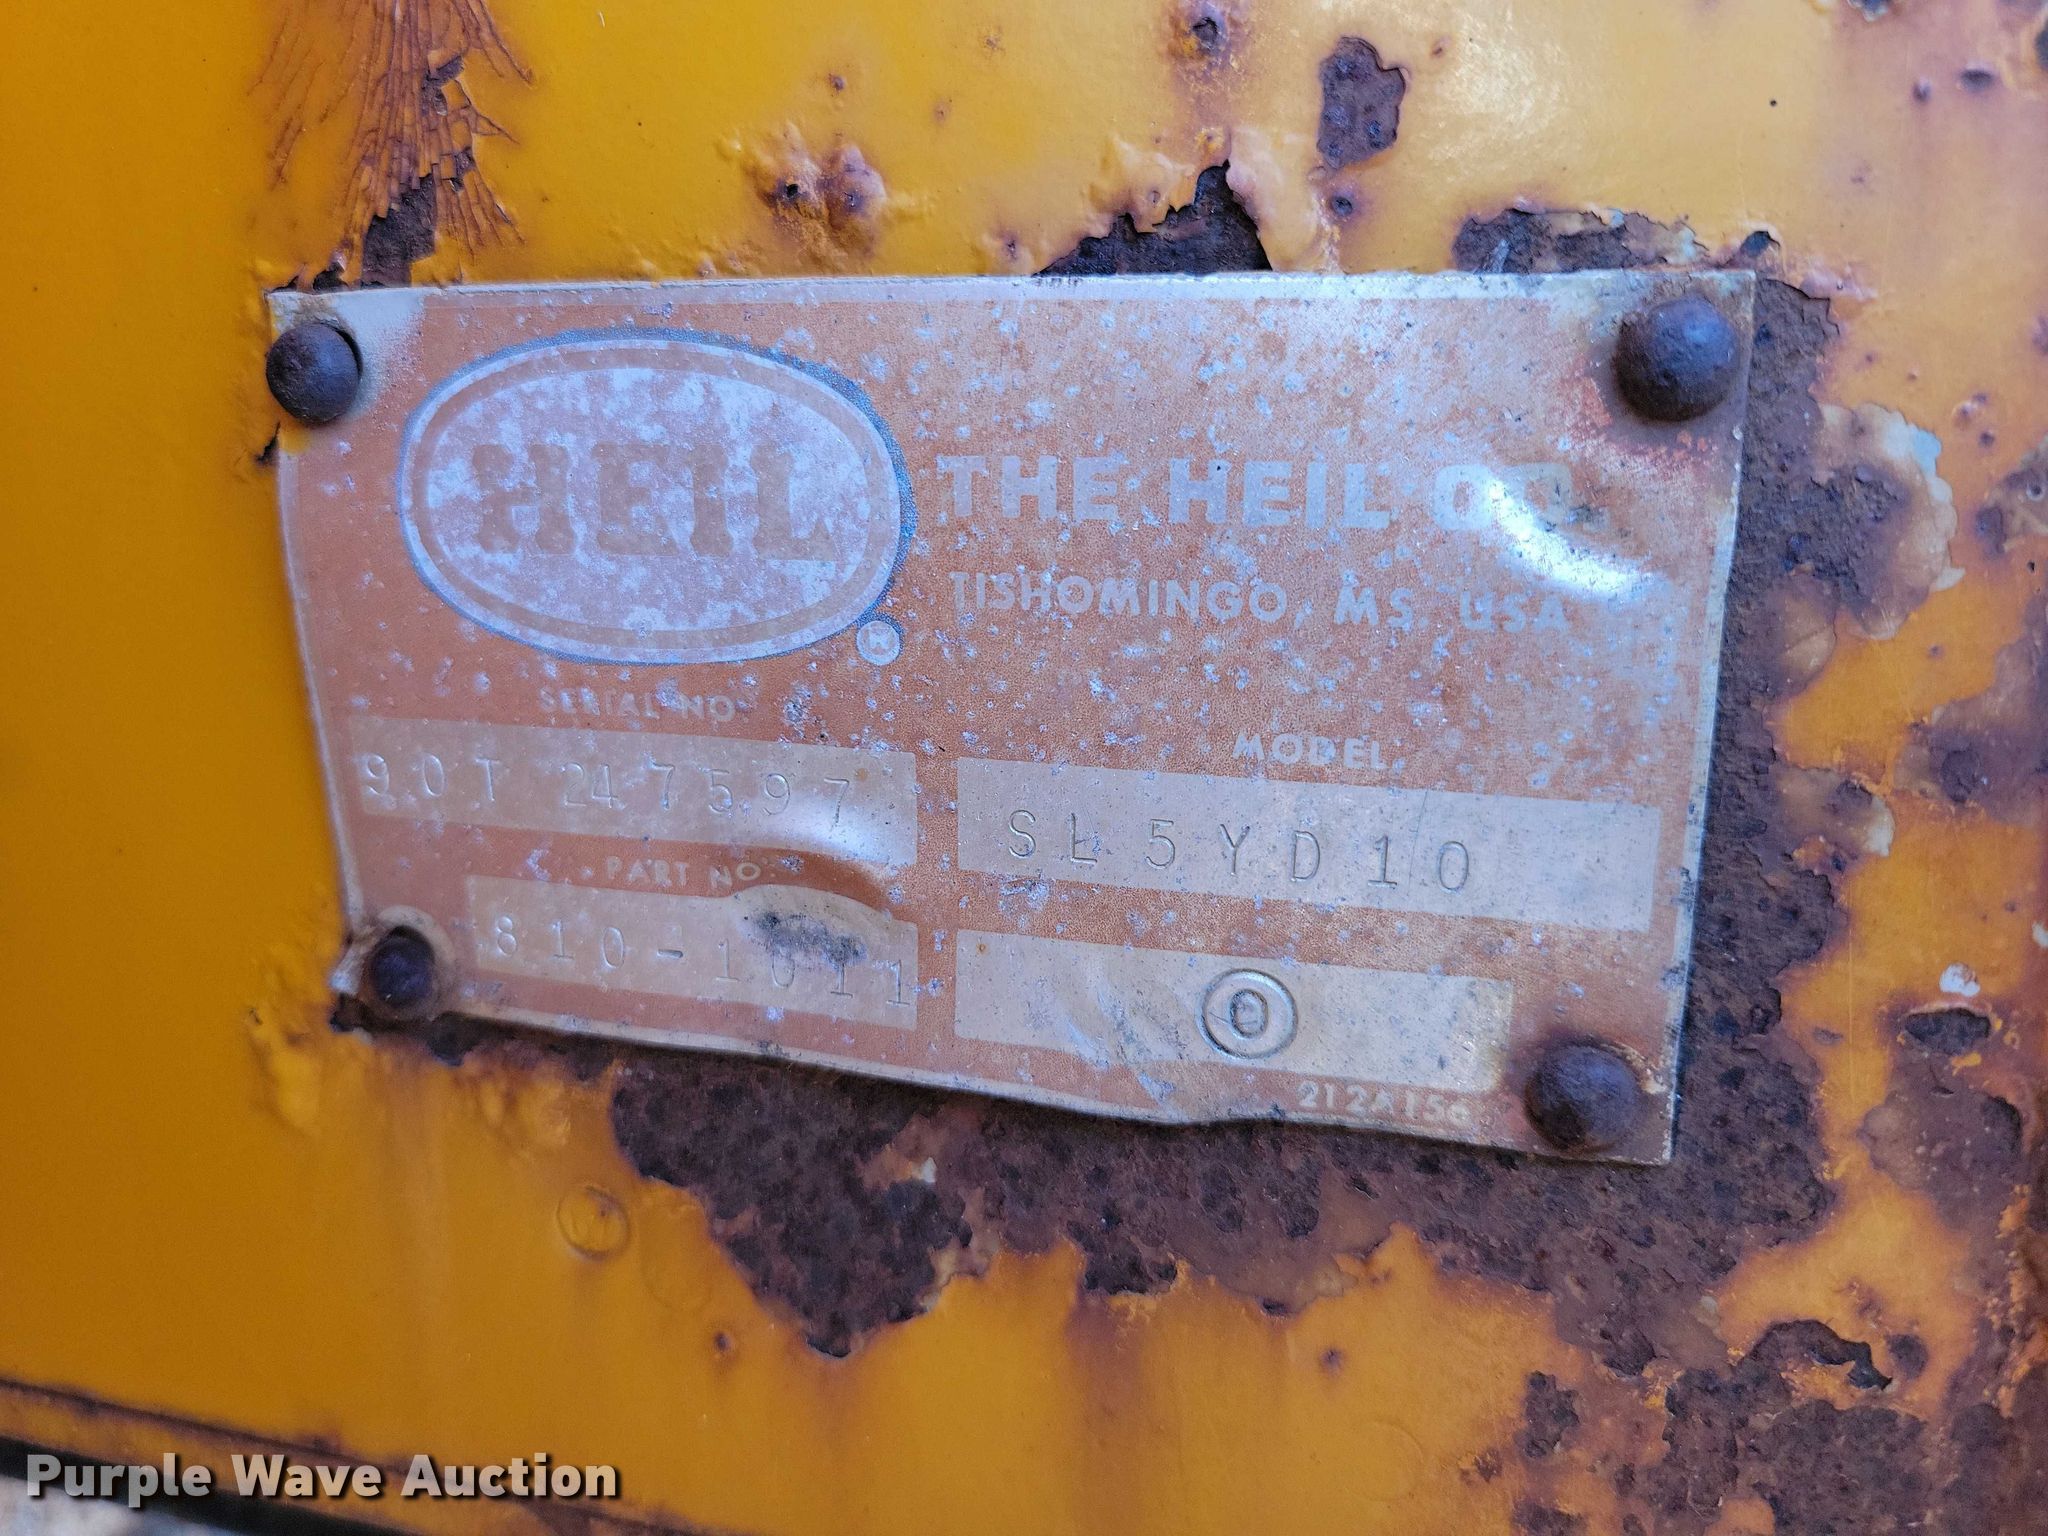 HEIL
R
THE HEIL CO.
TISHOMINGO, MS. USA
SERIAL NO
90T 247597
MODEL
SL5YD10
PART NO.
810-1011
O
212A156
Purple Wave Auction